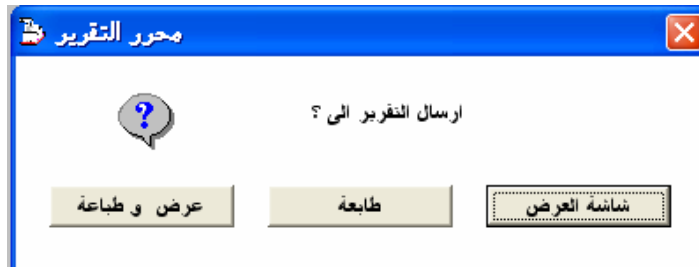 محرر التقرير
ارسال التقرير الى ؟
شاشة العرض
طابعة
عرض و طباعة